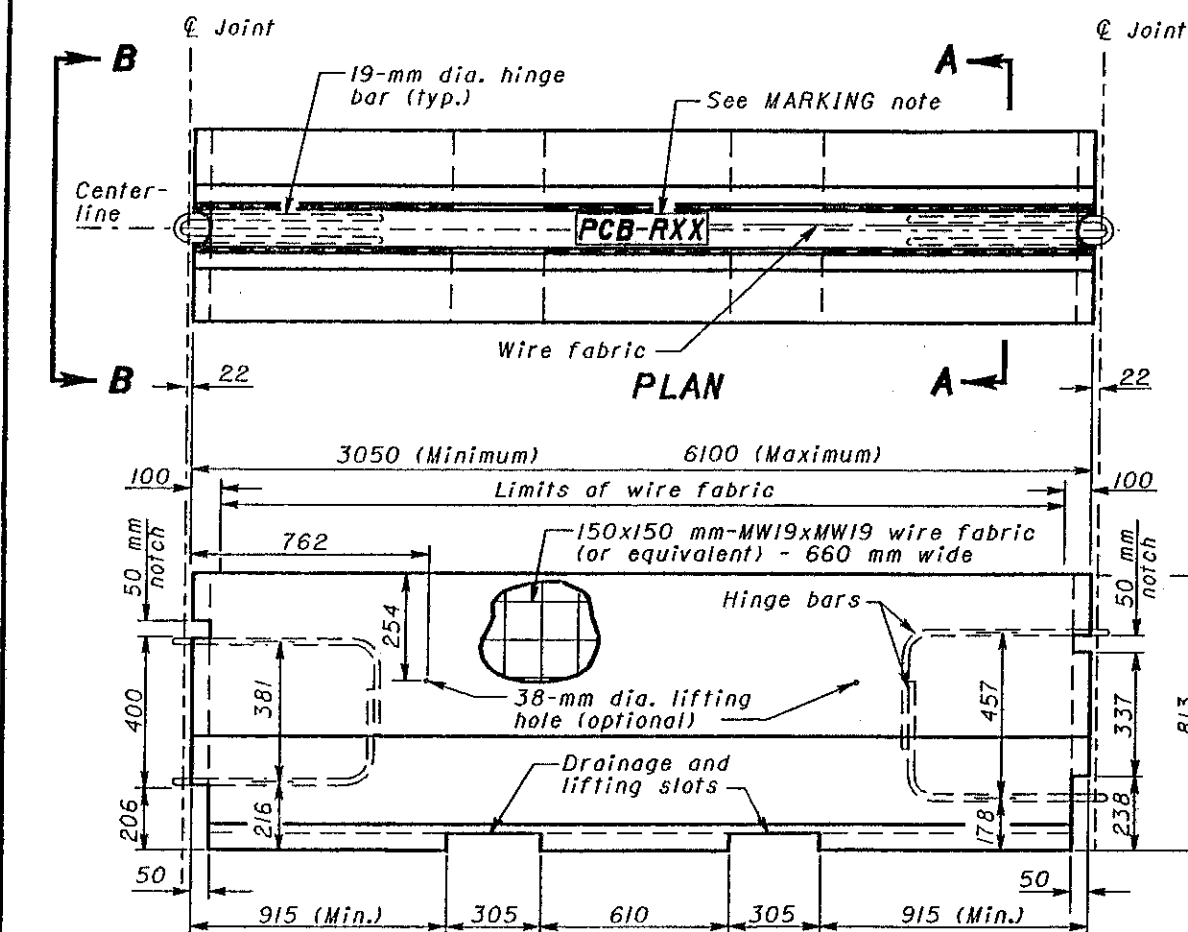 ℄ Joint
℄ Joint
B
A
19-mm dia. hinge
bar (typ.)
See MARKING note
Center-
line
PCB-RXX
Wire fabric
B
22
PLAN
A
22
3050 (Minimum) 6100 (Maximum)
100
Limits of wire fabric
100
762
150x150 mm-MW19xMW19 wire fabric
(or equivalent) - 660 mm wide
50 mm
notch
50 mm
notch
254
Hinge bars
400
381
38-mm dia. lifting
hole (optional)
457
337
813
Drainage and
lifting slots
206
216
178
238
50
50
915 (Min.)
305
610
305
915 (Min.)